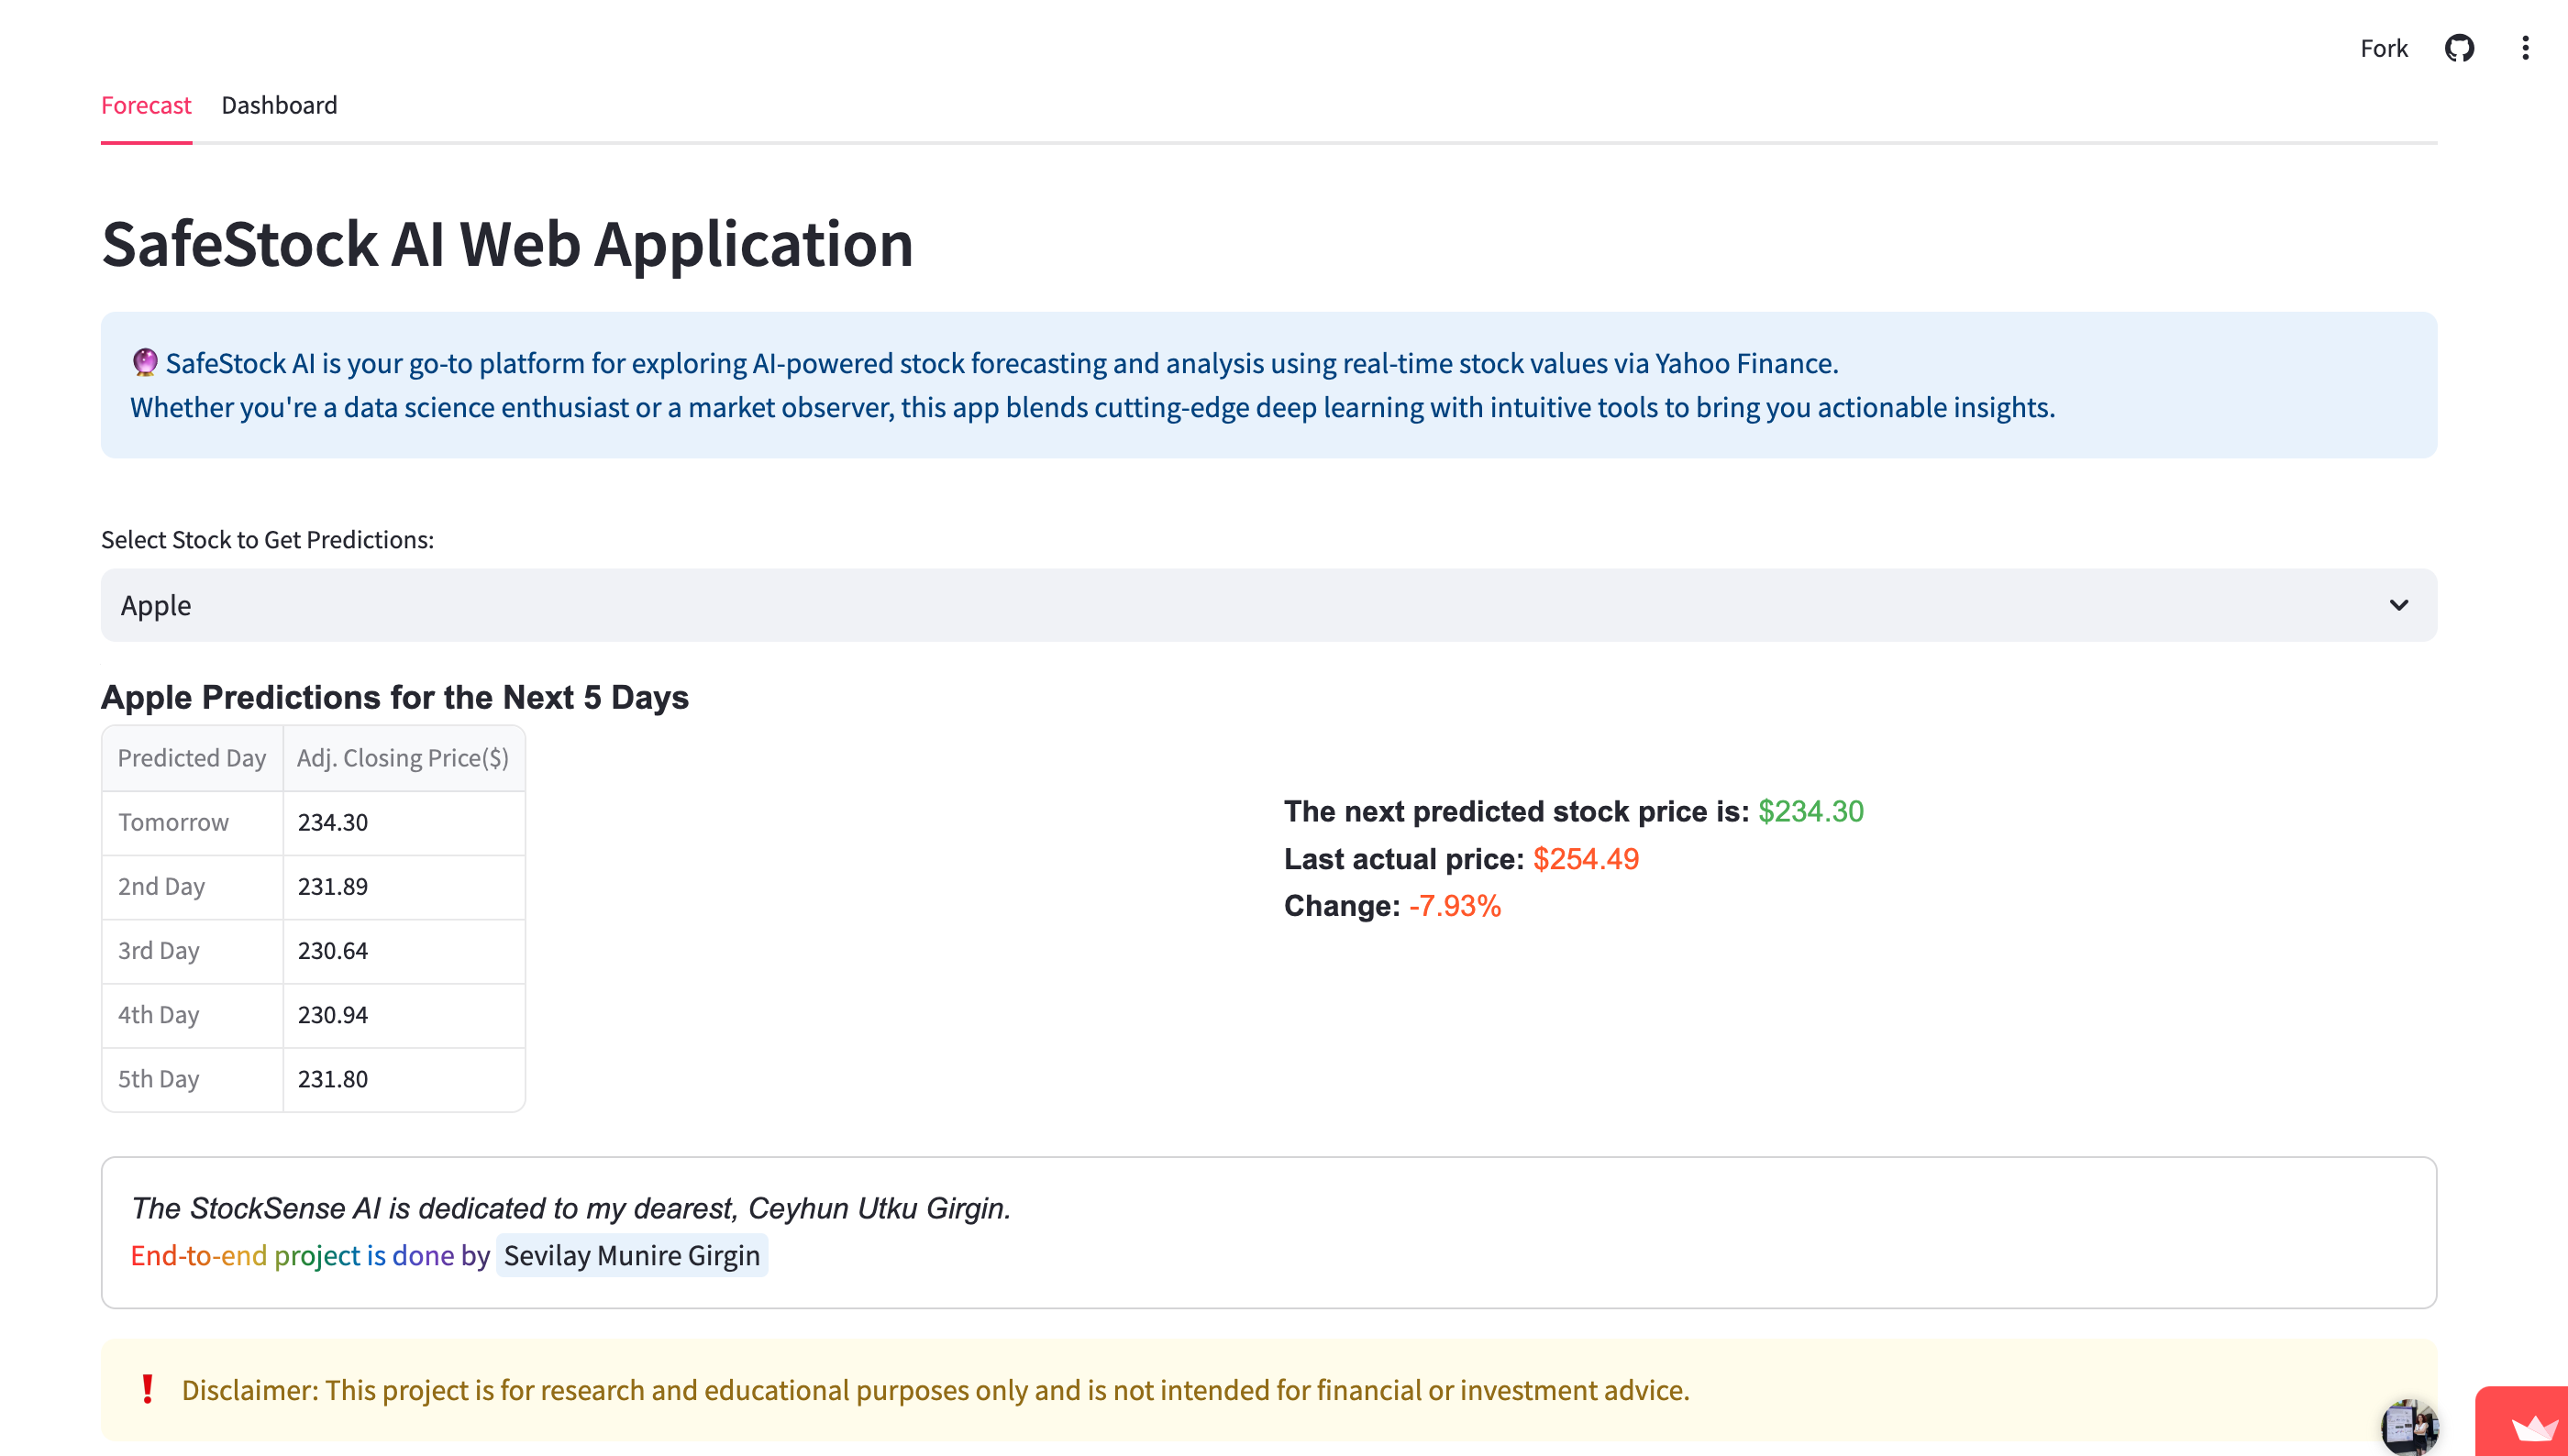 Fork
Forecast Dashboard
SafeStock AI Web Application
🔮 SafeStock AI is your go-to platform for exploring AI-powered stock forecasting and analysis using real-time stock values via Yahoo Finance.
Whether you're a data science enthusiast or a market observer, this app blends cutting-edge deep learning with intuitive tools to bring you actionable insights.
Select Stock to Get Predictions:
Apple
Apple Predictions for the Next 5 Days
Predicted Day Adj. Closing Price($)
Tomorrow 234.30
2nd Day 231.89
3rd Day 230.64
4th Day 230.94
5th Day 231.80
The next predicted stock price is: $234.30
Last actual price: $254.49
Change: -7.93%
The StockSense AI is dedicated to my dearest, Ceyhun Utku Girgin.
End-to-end project is done by Sevilay Munire Girgin
❗ Disclaimer: This project is for research and educational purposes only and is not intended for financial or investment advice.